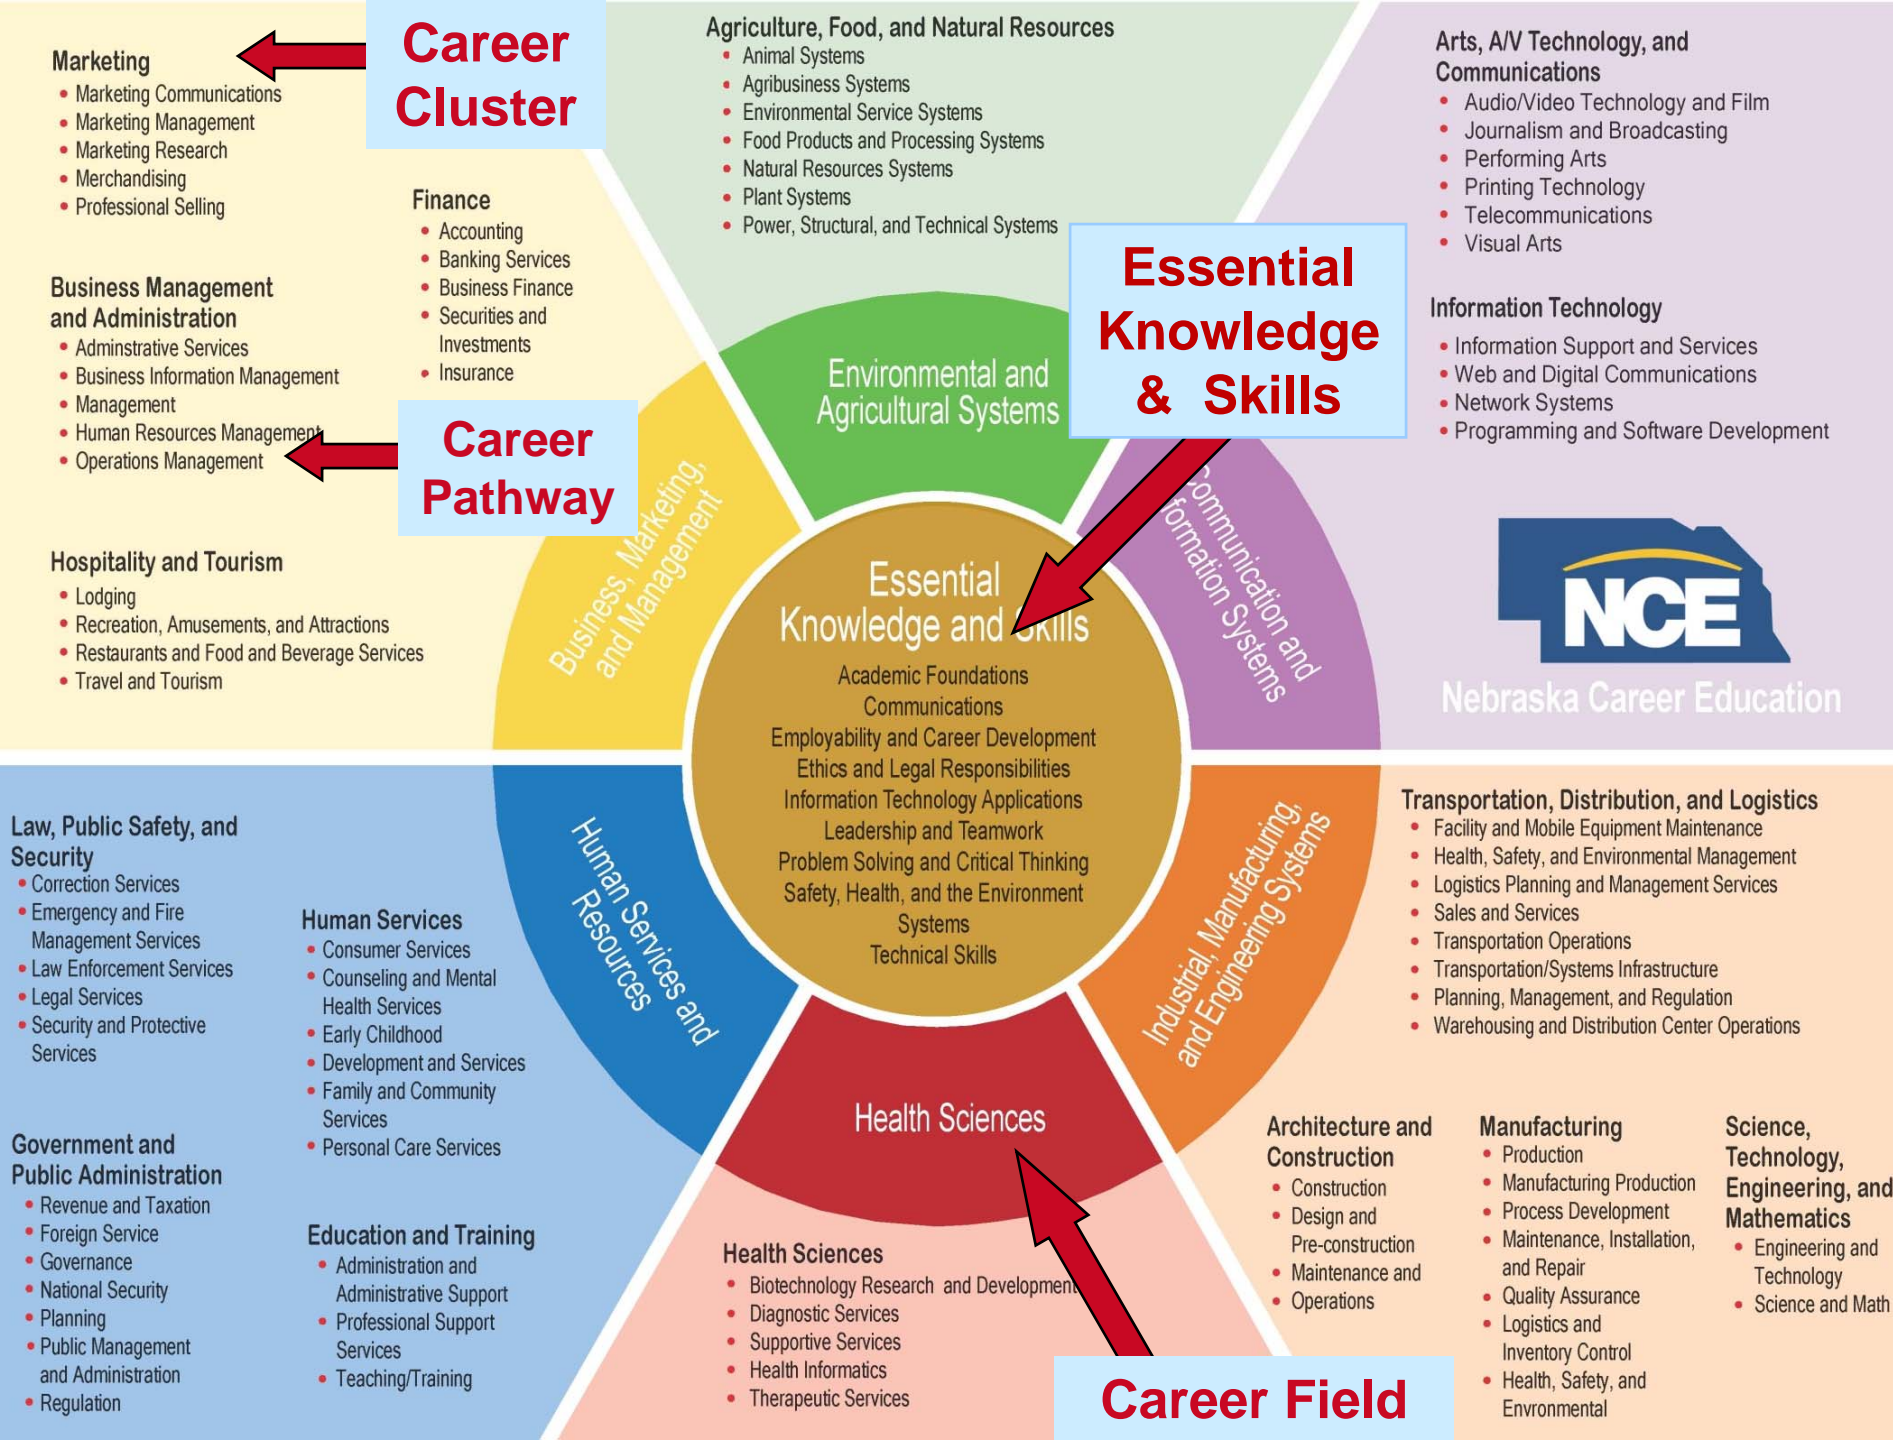 Career
Cluster
Marketing
Marketing Communications
Marketing Management
Marketing Research
Merchandising
Professional Selling
Finance
Accounting
Banking Services
Business Finance
Securities and
Investments
Insurance
Business Management
and Administration
Adminstrative Services
Business Information Management
Management
Human Resources Management
Operations Management
Career
Pathway
Hospitality and Tourism
Lodging
Recreation, Amusements, and Attractions
Restaurants and Food and Beverage Services
Travel and Tourism
Business, Marketing,
and Management
Agriculture, Food, and Natural Resources
Animal Systems
Agribusiness Systems
Environmental Service Systems
Food Products and Processing Systems
Natural Resources Systems
Plant Systems
Power, Structural, and Technical Systems
Environmental and
Agricultural Systems
Essential
Knowledge
& Skills
Arts, A/V Technology, and
Communications
Audio/Video Technology and Film
Journalism and Broadcasting
Performing Arts
Printing Technology
Telecommunications
Visual Arts
Information Technology
Information Support and Services
Web and Digital Communications
Network Systems
Programming and Software Development
Communication and
formation Systems
NCE
Nebraska Career Education
Essential
Knowledge and Skills
Academic Foundations
Communications
Employability and Career Development
Ethics and Legal Responsibilities
Information Technology Applications
Leadership and Teamwork
Problem Solving and Critical Thinking
Safety, Health, and the Environment
Systems
Technical Skills
Law, Public Safety, and
Security
Correction Services
Emergency and Fire
Management Services
Law Enforcement Services
Legal Services
Security and Protective
Services
Human Services
Consumer Services
Counseling and Mental
Health Services
Early Childhood
Development and Services
Family and Community
Services
Personal Care Services
Government and
Public Administration
Revenue and Taxation
Foreign Service
Governance
National Security
Planning
Public Management
and Administration
Regulation
Education and Training
Administration and
Administrative Support
Professional Support
Services
Teaching/Training
Human Services and
Resources
Health Sciences
Health Sciences
Biotechnology Research and Development
Diagnostic Services
Supportive Services
Health Informatics
Therapeutic Services
Career Field
Industrial, Manufacturing,
and Engineering Systems
Transportation, Distribution, and Logistics
Facility and Mobile Equipment Maintenance
Health, Safety, and Environmental Management
Logistics Planning and Management Services
Sales and Services
Transportation Operations
Transportation/Systems Infrastructure
Planning, Management, and Regulation
Warehousing and Distribution Center Operations
Architecture and
Construction
Construction
Design and
Pre-construction
Maintenance and
Operations
Manufacturing
Production
Manufacturing Production
Process Development
Maintenance, Installation,
and Repair
Quality Assurance
Logistics and
Inventory Control
Health, Safety, and
Envronmental
Science,
Technology,
Engineering, and
Mathematics
Engineering and
Technology
Science and Math